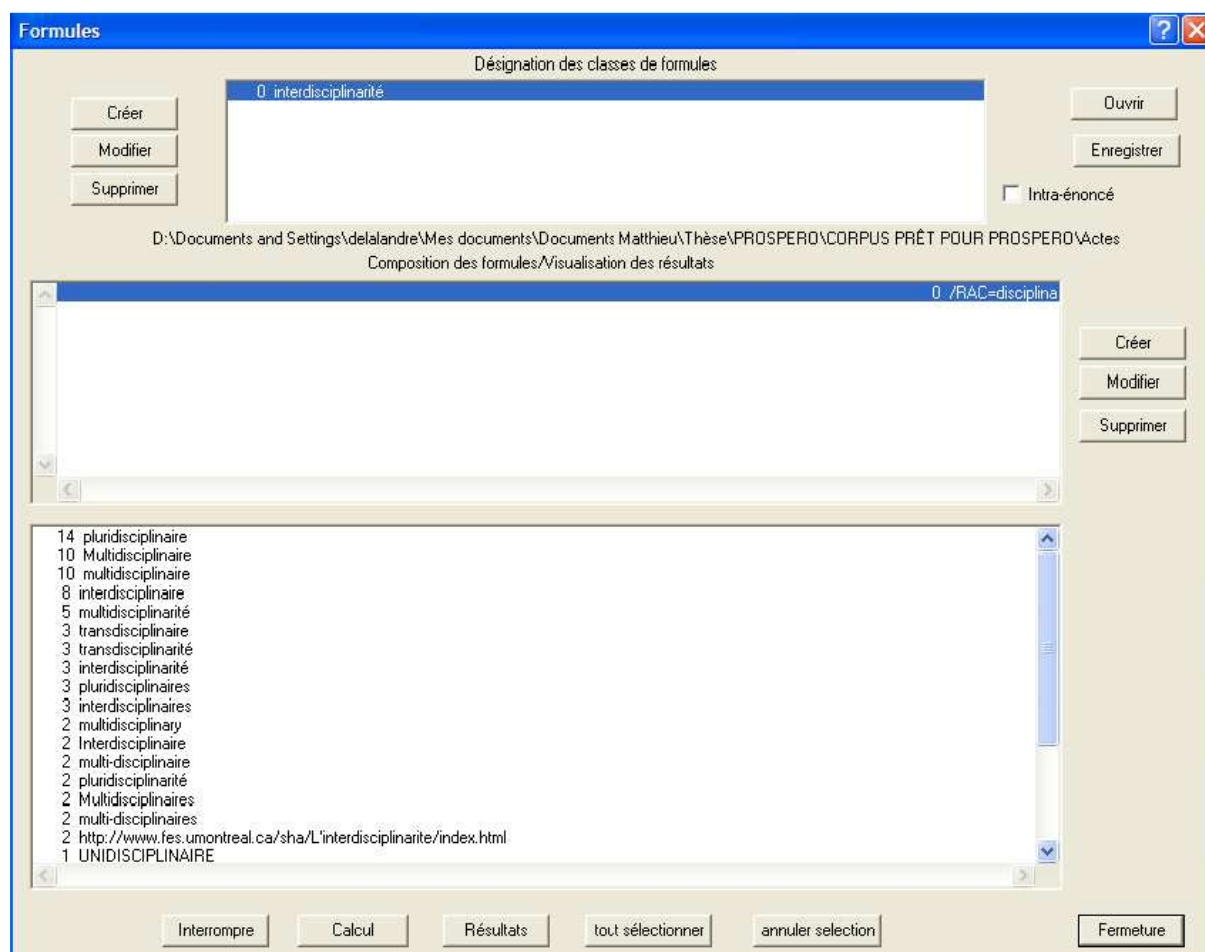 Formules
Désignation des classes de formules
0 interdisciplinarité
Créer
Modifier
Supprimer
Ouvrir
Enregistrer
Intra-énoncé
D:\Documents and Settings\delalandre\Mes documents\Documents Matthieu\Thèse\PROSPERO\CORPUS PRÊT POUR PROSPERO\Actes
Composition des formules/Visualisation des résultats
0 /RAC=disciplina
Créer
Modifier
Supprimer
14 pluridisciplinaire
10 Multidisciplinaire
10 multidisciplinaire
8 interdisciplinaire
5 multidisciplinarité
3 transdisciplinaire
3 transdisciplinarité
3 interdisciplinarité
3 pluridisciplinaires
3 interdisciplinaires
2 multidisciplinary
2 Interdisciplinaire
2 multi-disciplinaire
2 pluridisciplinarité
2 Multidisciplinaires
2 multi-disciplinaires
2 http://www.fes.umontreal.ca/sha/L'interdisciplinarite/index.html
1 UNIDISCIPLINAIRE
Interrompre
Calcul
Résultats
tout sélectionner
annuler selection
Fermeture